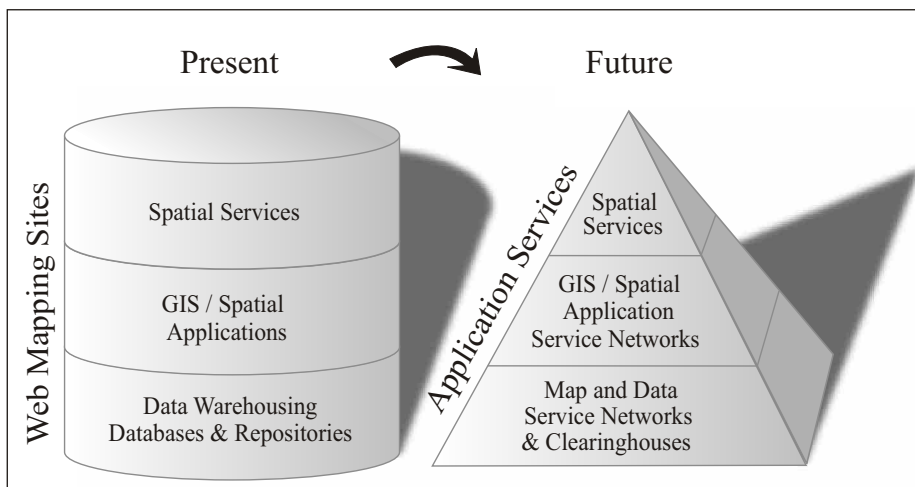 Present
Future
Web Mapping Sites
Spatial Services
GIS / Spatial
Applications
Data Warehousing
Databases & Repositories
Application Services
Spatial
Services
GIS / Spatial
Application
Service Networks
Map and Data
Service Networks
& Clearinghouses